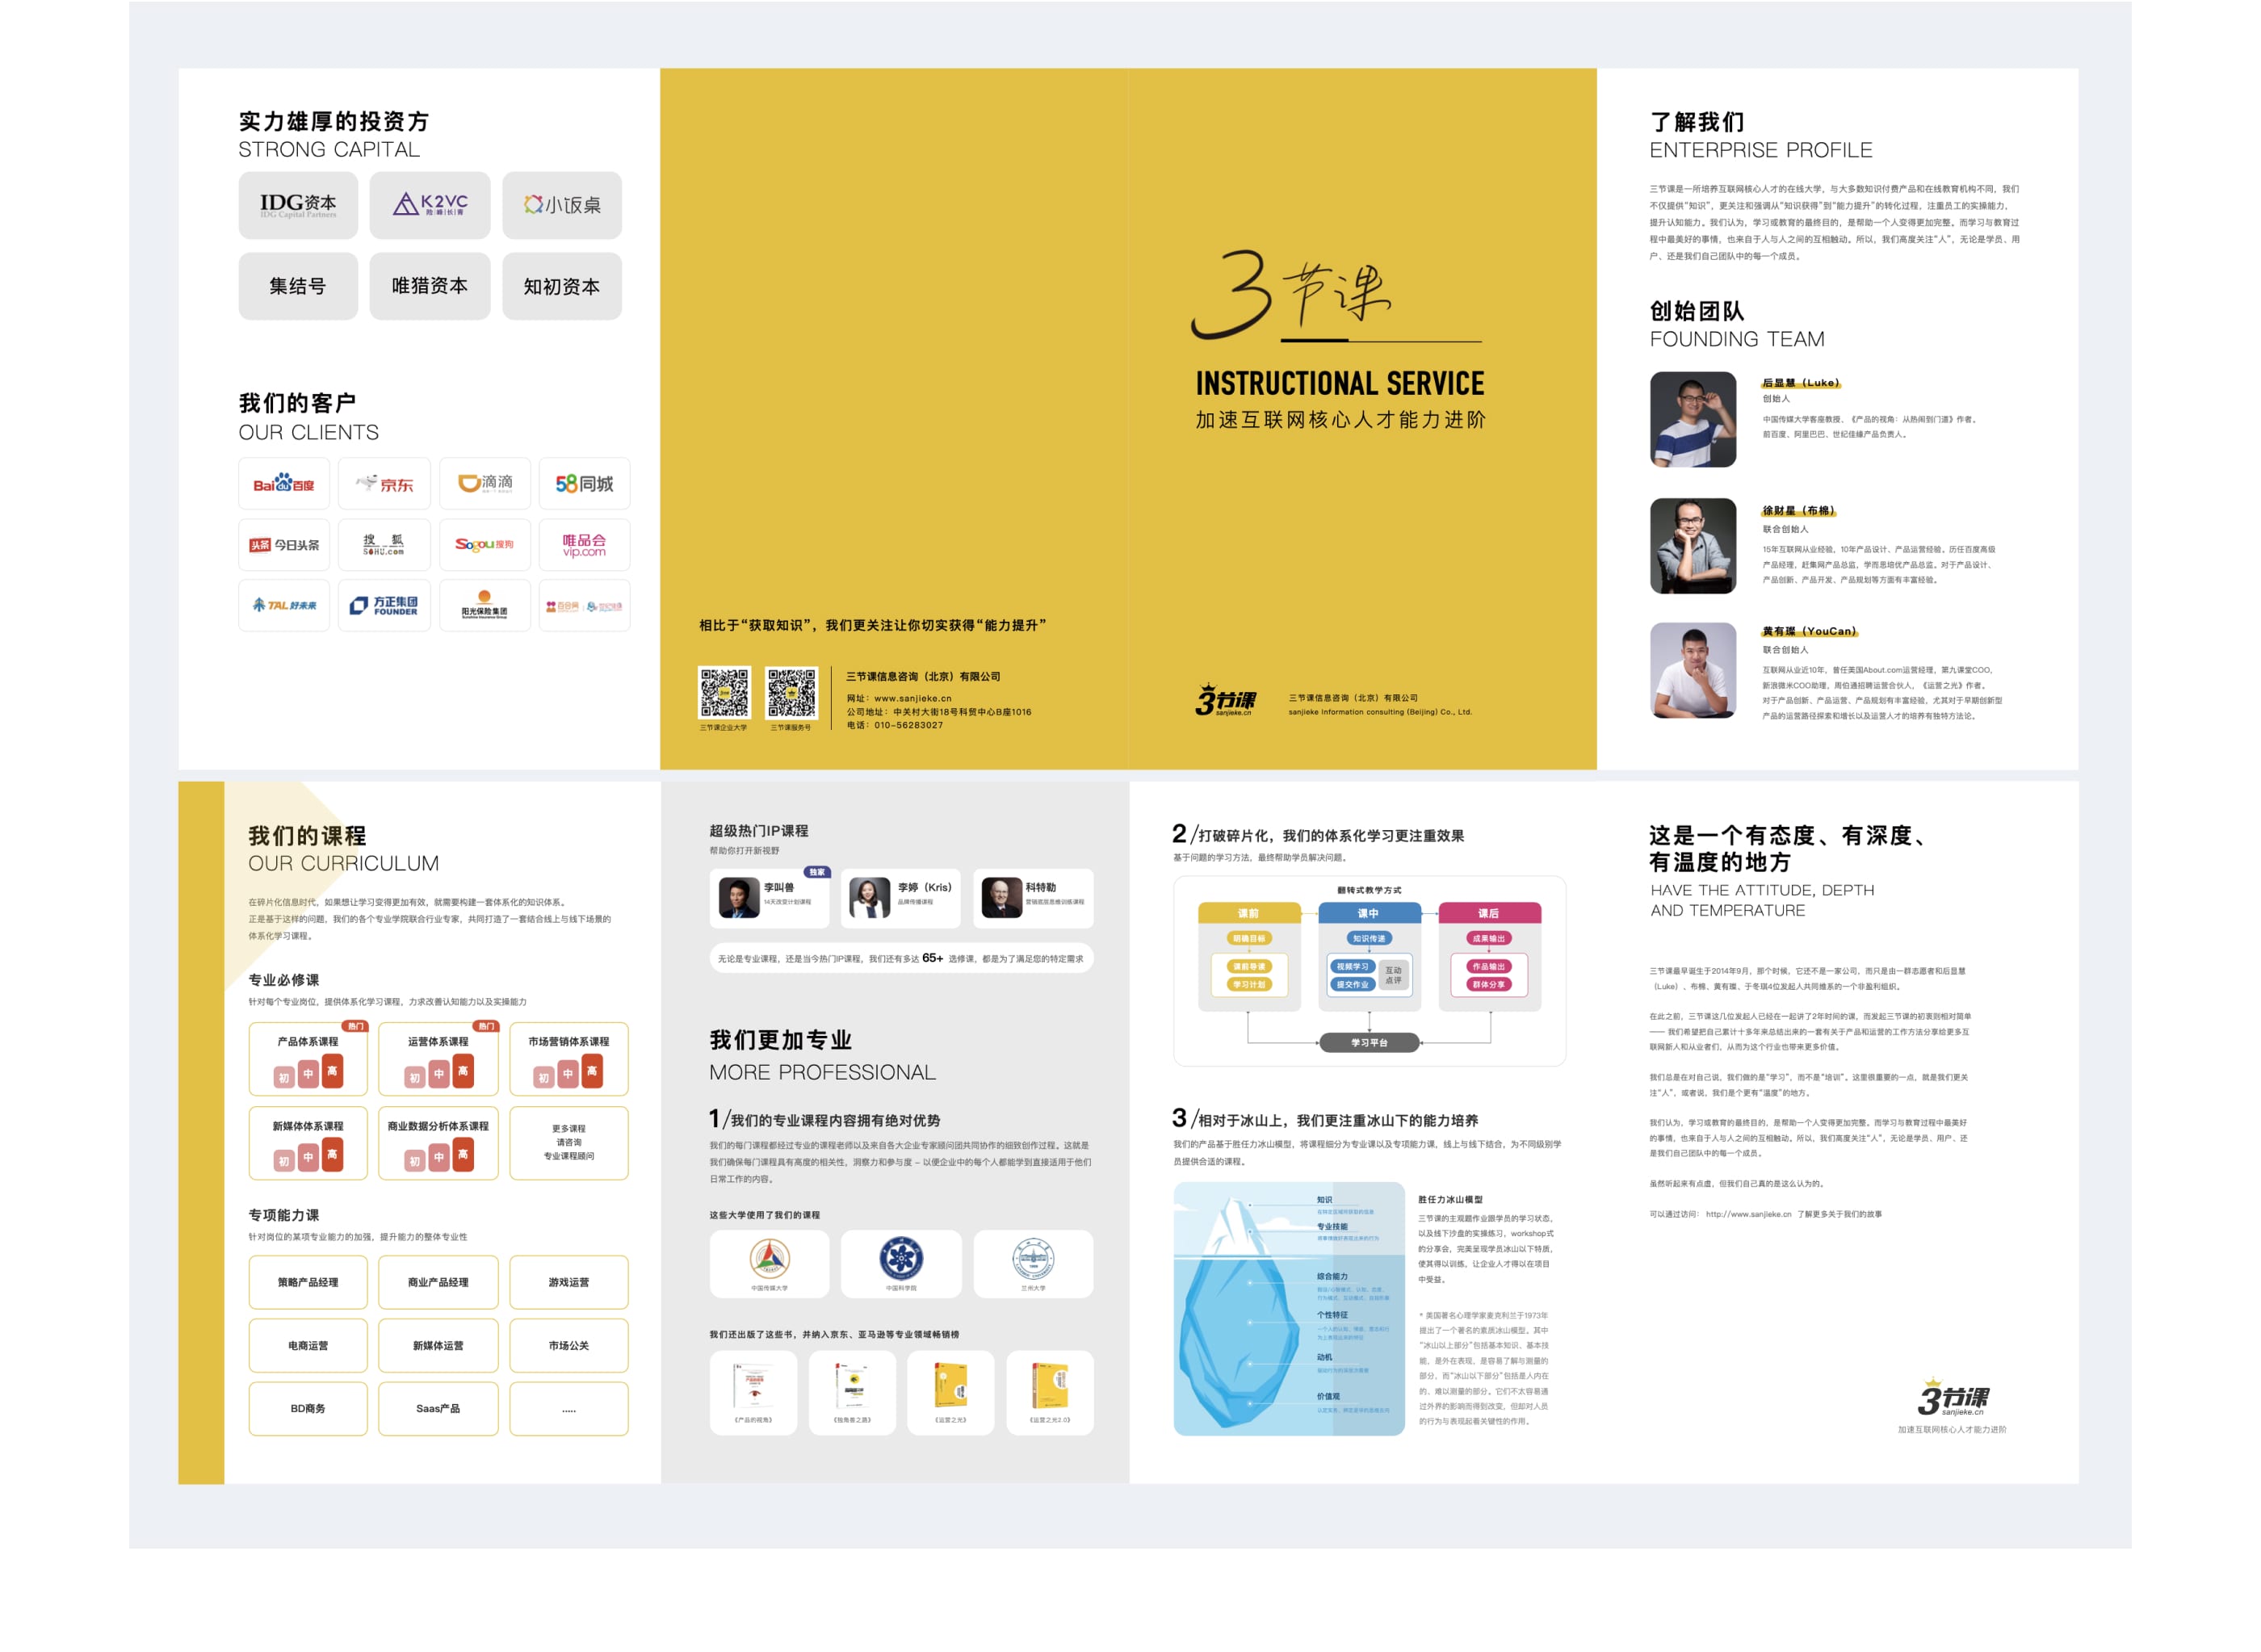 实力雄厚的投资方
STRONG CAPITAL
IDG资本
IDG Capital Partners
K2VC
险|峰|长|青
小饭桌
集结号
唯猎资本
知初资本
我们的客户
OUR CLIENTS
Bai du 百度
京东
滴滴
58同城
头条 今日头条
搜狐
SOHU.com
Sogou 搜狗
唯品会
vip.com
TAL 好未来
方正集团
FOUNDER
阳光保险集团
Sunshine Insurance Group
百合网
相比于“获取知识”，我们更关注让你切实获得“能力提升”
三节课企业大学
三节课服务号
三节课信息咨询（北京）有限公司
网址：www.sanjieke.cn
公司地址：中关村大街18号科贸中心B座1016
电话：010-56283027
3节课
INSTRUCTIONAL SERVICE
加速互联网核心人才能力进阶
3节课
sanjieke.cn
三节课信息咨询（北京）有限公司
sanjieke Information consulting (Beijing) Co., Ltd.
了解我们
ENTERPRISE PROFILE
三节课是一所培养互联网核心人才的在线大学，与大多数知识付费产品和在线教育机构不同，我们
不仅提供“知识”，更关注和强调从“知识获得”到“能力提升”的转化过程，注重员工的实操能力，
提升认知能力。我们认为，学习或教育的最终目的，是帮助一个人变得更加完整。而学习与教育过
程中最美好的事情，也来自于人与人之间的互相触动。所以，我们高度关注“人”，无论是学员、用
户、还是我们自己团队中的每一个成员。
创始团队
FOUNDING TEAM
后显慧（Luke）
创始人
中国传媒大学客座教授，《产品的视角：从热闹到门道》作者。
前百度、阿里巴巴、世纪佳缘产品负责人。
徐财星（布棉）
联合创始人
15年互联网从业经验，10年产品设计、产品运营经验。历任百度高级
产品经理，赶集网产品总监，学而思培优产品总监。对于产品设计、
产品创新、产品开发、产品规划等方面有丰富经验。
黄有璨（YouCan）
联合创始人
互联网从业近10年，曾任美国About.com运营经理，第九课堂COO，
新浪微米COO助理，周伯通招聘运营合伙人，《运营之光》作者。
对于产品创新、产品运营、产品规划有丰富经验，尤其对于早期创新型
产品的运营路径探索和增长以及运营人才的培养有独特方法论。
我们的课程
OUR CURRICULUM
在碎片化信息时代，如果想让学习变得更加有效，就需要构建一套体系化的知识体系。
正是基于这样的问题，我们的各个专业学院联合行业专家，共同打造了一套结合线上与线下场景的
体系化学习课程。
专业必修课
针对每个专业岗位，提供体系化学习课程，力求改善认知能力以及实操能力
热门
产品体系课程
初 中 高
热门
运营体系课程
初 中 高
市场营销体系课程
初 中 高
新媒体体系课程
初 中 高
商业数据分析体系课程
初 中 高
更多课程
请咨询
专业课程顾问
专项能力课
针对岗位的某项专业能力的加强，提升能力的整体专业性
策略产品经理
商业产品经理
游戏运营
电商运营
新媒体运营
市场公关
BD商务
Saas产品
......
超级热门IP课程
帮助你打开新视野
独家
李叫兽
14天改变计划课程
李婷（Kris）
品牌传播课程
科特勒
营销底层思维训练课程
无论是专业课程，还是当今热门IP课程，我们还有多达 65+ 选修课，都是为了满足您的特定需求
我们更加专业
MORE PROFESSIONAL
1/我们的专业课程内容拥有绝对优势
我们的每门课程都经过专业的课程老师以及来自各大企业专家顾问团共同协作的细致创作过程。这就是
我们确保每门课程具有高度的相关性，洞察力和参与度 - 以便企业中的每个人都能学到直接适用于他们
日常工作的内容。
这些大学使用了我们的课程
中国传媒大学
中国科学院
兰州大学
我们还出版了这些书，并纳入京东、亚马逊等专业领域畅销榜
《产品的视角》
《独角兽之路》
《运营之光》
《运营之光2.0》
2/打破碎片化，我们的体系化学习更注重效果
基于问题的学习方法，最终帮助学员解决问题。
翻转式教学方式
课前
课中
课后
明确目标
知识传递
成果输出
课前导读
学习计划
视频学习
提交作业
互动
点评
作品输出
群体分享
学习平台
3/相对于冰山上，我们更注重冰山下的能力培养
我们的产品基于胜任力冰山模型，将课程细分为专业课以及专项能力课，线上与线下结合，为不同级别学
员提供合适的课程。
知识
专业技能
综合能力
个性特征
动机
价值观
胜任力冰山模型
三节课的主观题作业跟学员的学习状态，
以及线下沙盘的实操练习，workshop式
的分享会，完美呈现学员冰山以下特质，
使其得以训练，让企业人才得以在项目
中受益。
* 美国著名心理学家麦克利兰于1973年
提出了一个著名的素质冰山模型。其中
“冰山以上部分”包括基本知识、基本技
能，是外在表现，是容易了解与测量的
部分，而“冰山以下部分”包括是人内在
的、难以测量的部分。它们不太容易通
过外界的影响而得到改变，但却对人员
的行为与表现起着关键性的作用。
这是一个有态度、有深度、
有温度的地方
HAVE THE ATTITUDE, DEPTH
AND TEMPERATURE
三节课最早诞生于2014年9月，那个时候，它还不是一家公司，而只是由一群志愿者和后显慧
（Luke）、布棉、黄有璨、于冬琪4位发起人共同维系的一个非盈利组织。
在此之前，三节课这几位发起人已经在一起讲了2年时间的课，而发起三节课的初衷则相对简单
—— 我们希望把自己累计十多年来总结出来的一套有关于产品和运营的工作方法分享给更多互
联网新人和从业者们，从而为这个行业也带来更多价值。
我们总是在对自己说，我们做的是“学习”，而不是“培训”。这里很重要的一点，就是我们更关
注“人”，或者说，我们是个更有“温度”的地方。
我们认为，学习或教育的最终目的，是帮助一个人变得更加完整。而学习与教育过程中最美好
的事情，也来自于人与人之间的互相触动。所以，我们高度关注“人”，无论是学员、用户、还
是我们自己团队中的每一个成员。
虽然听起来有点虚，但我们自己真的是这么认为的。
可以通过访问： http://www.sanjieke.cn 了解更多关于我们的故事
3节课
sanjieke.cn
加速互联网核心人才能力进阶